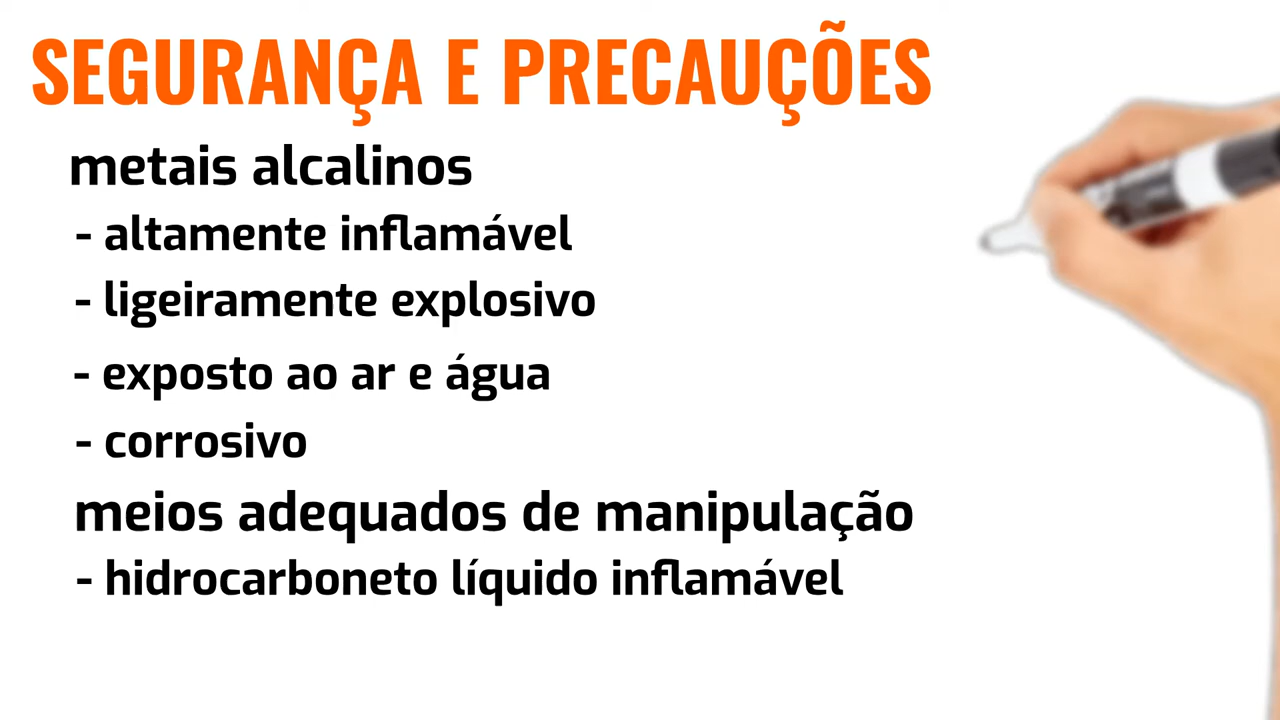 SEGURANÇA E PRECAUÇÕES
metais alcalinos
- altamente inflamável
- ligeiramente explosivo
- exposto ao ar e água
- corrosivo
meios adequados de manipulação
- hidrocarboneto líquido inflamável